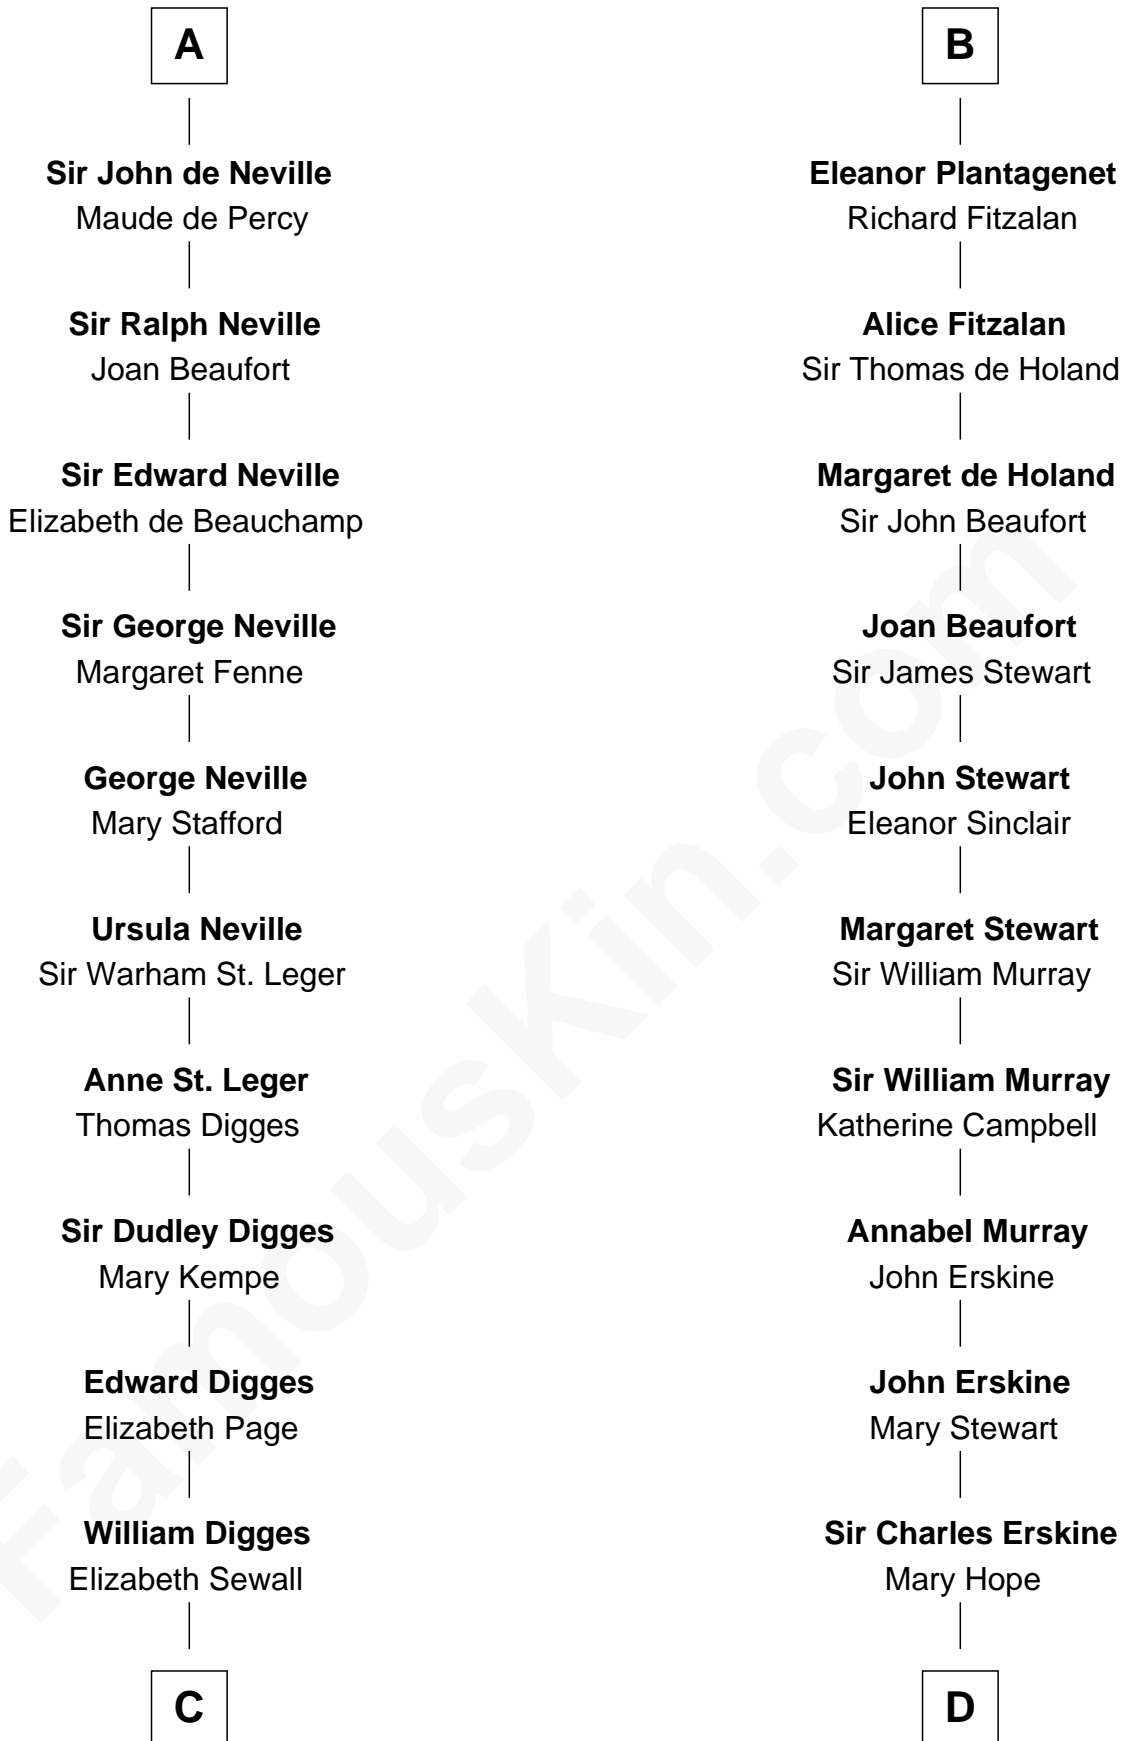 A
Sir John de Neville
Maude de Percy
Sir Ralph Neville
Joan Beaufort
Sir Edward Neville
Elizabeth de Beauchamp
Sir George Neville
Margaret Fenne
George Neville
Mary Stafford
Ursula Neville
Sir Warham St. Leger
Anne St. Leger
Thomas Digges
Sir Dudley Digges
Mary Kempe
Edward Digges
Elizabeth Page
William Digges
Elizabeth Sewall
C
B
Eleanor Plantagenet
Richard Fitzalan
Alice Fitzalan
Sir Thomas de Holand
Margaret de Holand
Sir John Beaufort
Joan Beaufort
Sir James Stewart
John Stewart
Eleanor Sinclair
Margaret Stewart
Sir William Murray
Sir William Murray
Katherine Campbell
Annabel Murray
John Erskine
John Erskine
Mary Stewart
Sir Charles Erskine
Mary Hope
D
FamousKin.com